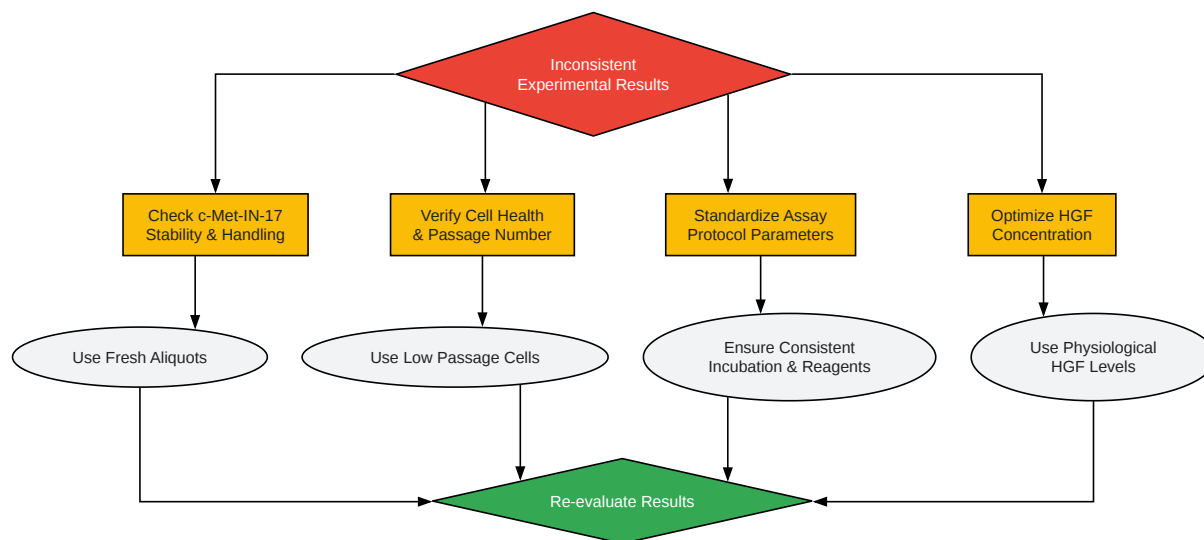 Inconsistent
Experimental Results
Check c-Met-IN-17
Stability & Handling
Verify Cell Health
& Passage Number
Standardize Assay
Protocol Parameters
Optimize HGF
Concentration
Use Fresh Aliquots
Use Low Passage Cells
Ensure Consistent
Incubation & Reagents
Use Physiological
HGF Levels
Re-evaluate Results